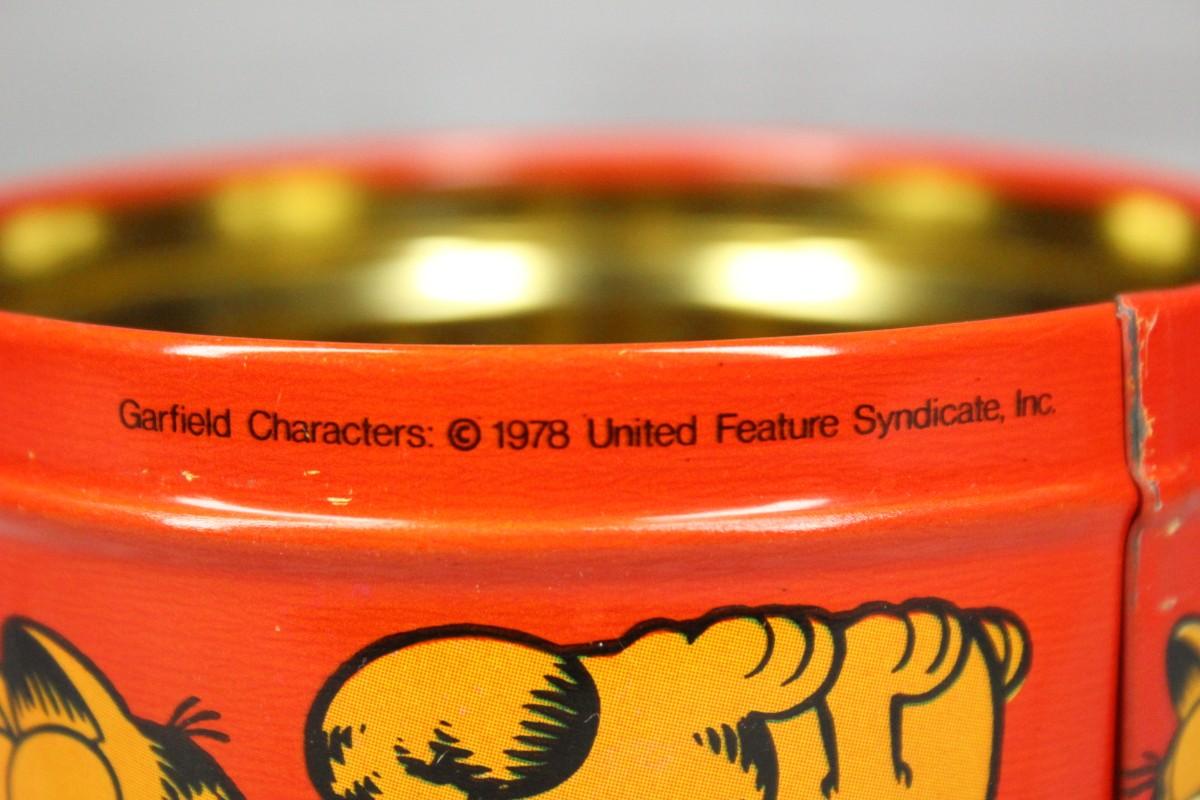 Garfield Characters: © 1978 United Feature Syndicate, Inc.